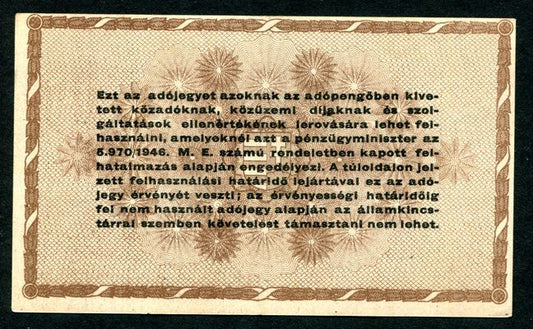 Ezt az adójegyet azoknak az adópengőben kive-
tett közadóknak, közüzemi díjaknak és szol-
gáltatások ellenértékének lerovására lehet fel-
használni, amelyeknél azt a pénzügyminiszter az
5.970/1946. M. E. számú rendeletben kapott fel-
hatalmazás alapján engedélyezi. A túloldalon jel-
zett felhasználási határidő lejártával ez az adó-
jegy érvényét veszti; az érvényességi határidőig
fel nem használt adójegy alapján az államkincs-
tárral szemben követelést támasztani nem lehet.